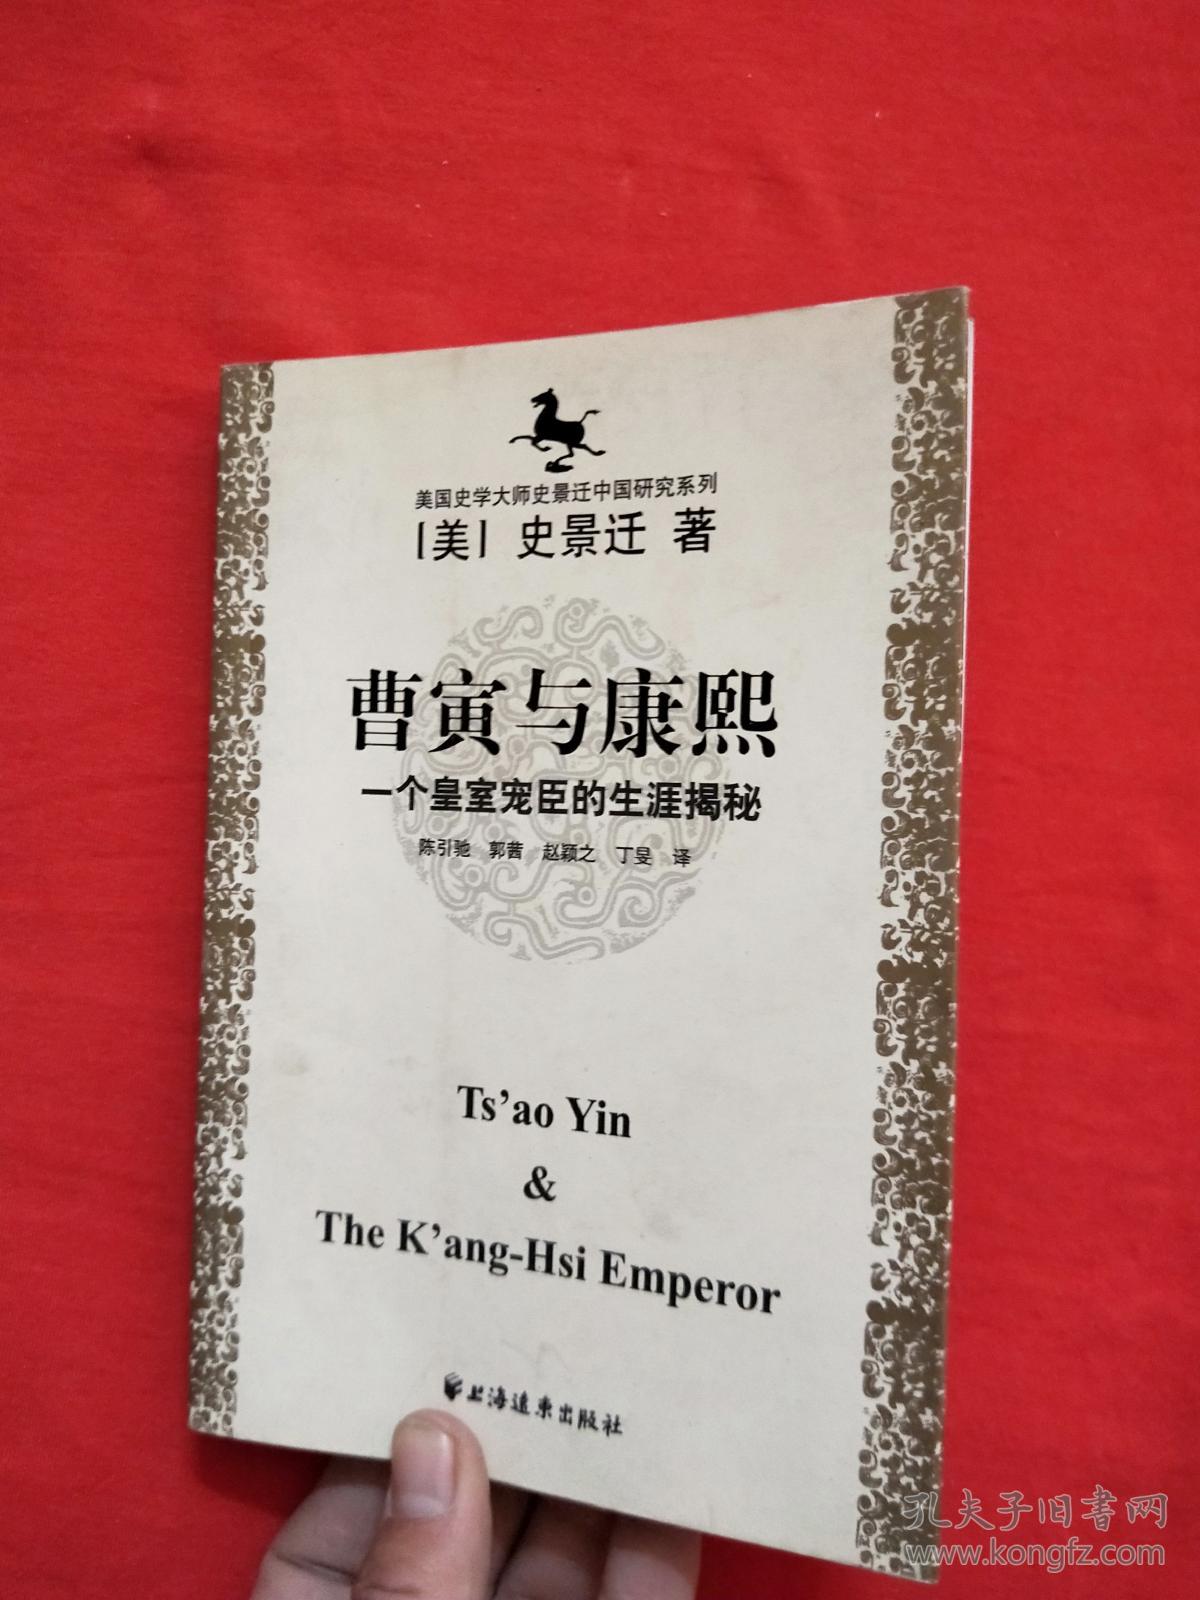 美国史学大师史景迁中国研究系列
[美] 史景迁 著
曹寅与康熙
一个皇室宠臣的生涯揭秘
陈引驰 郭茜 赵颖之 丁旻 译
Ts'ao Yin
&
The K'ang-Hsi Emperor
上海遠東出版社
孔夫子旧書网
www.kongfz.com